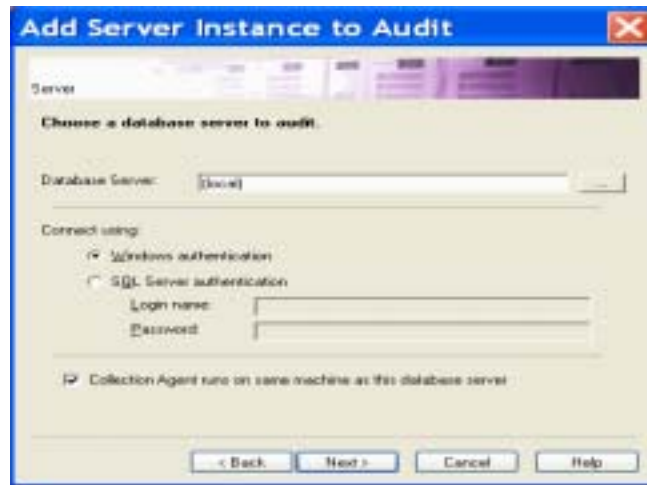 Add Server Instance to Audit
Server
Choose a database server to audit.
Database Server: (local) ...
Connect using:
Windows authentication
SQL Server authentication
Login name:
Password:
Collection Agent runs on same machine as this database server
< Back Next > Cancel Help